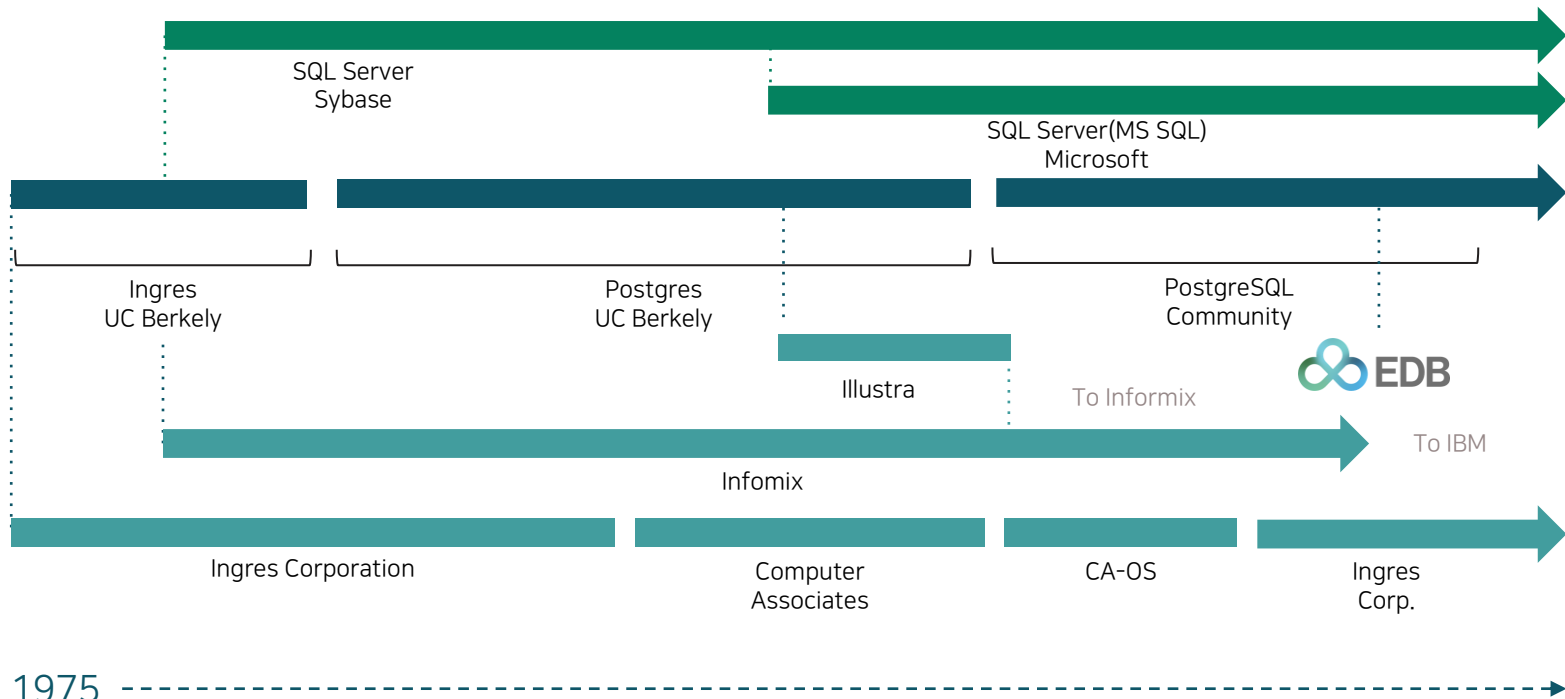 SQL Server
Sybase
SQL Server(MS SQL)
Microsoft
Ingres
UC Berkely
Postgres
UC Berkely
PostgreSQL
Community
Illustra
To Informix
EDB
To IBM
Infomix
Ingres Corporation
Computer
Associates
CA-OS
Ingres
Corp.
1975